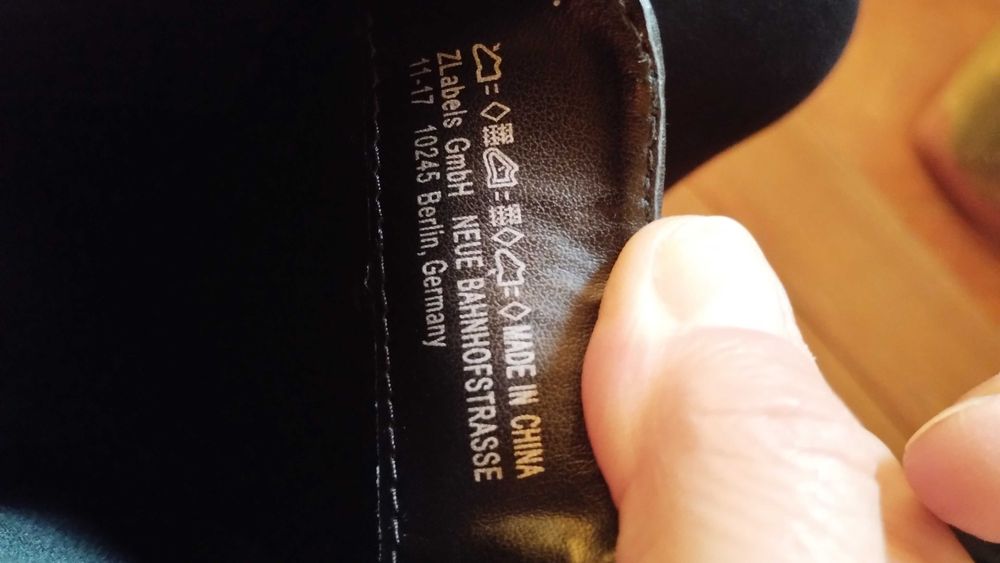 MADE IN CHINA
ZLabels GmbH NEUE BAHNHOFSTRASSE
11-17 10245 Berlin, Germany